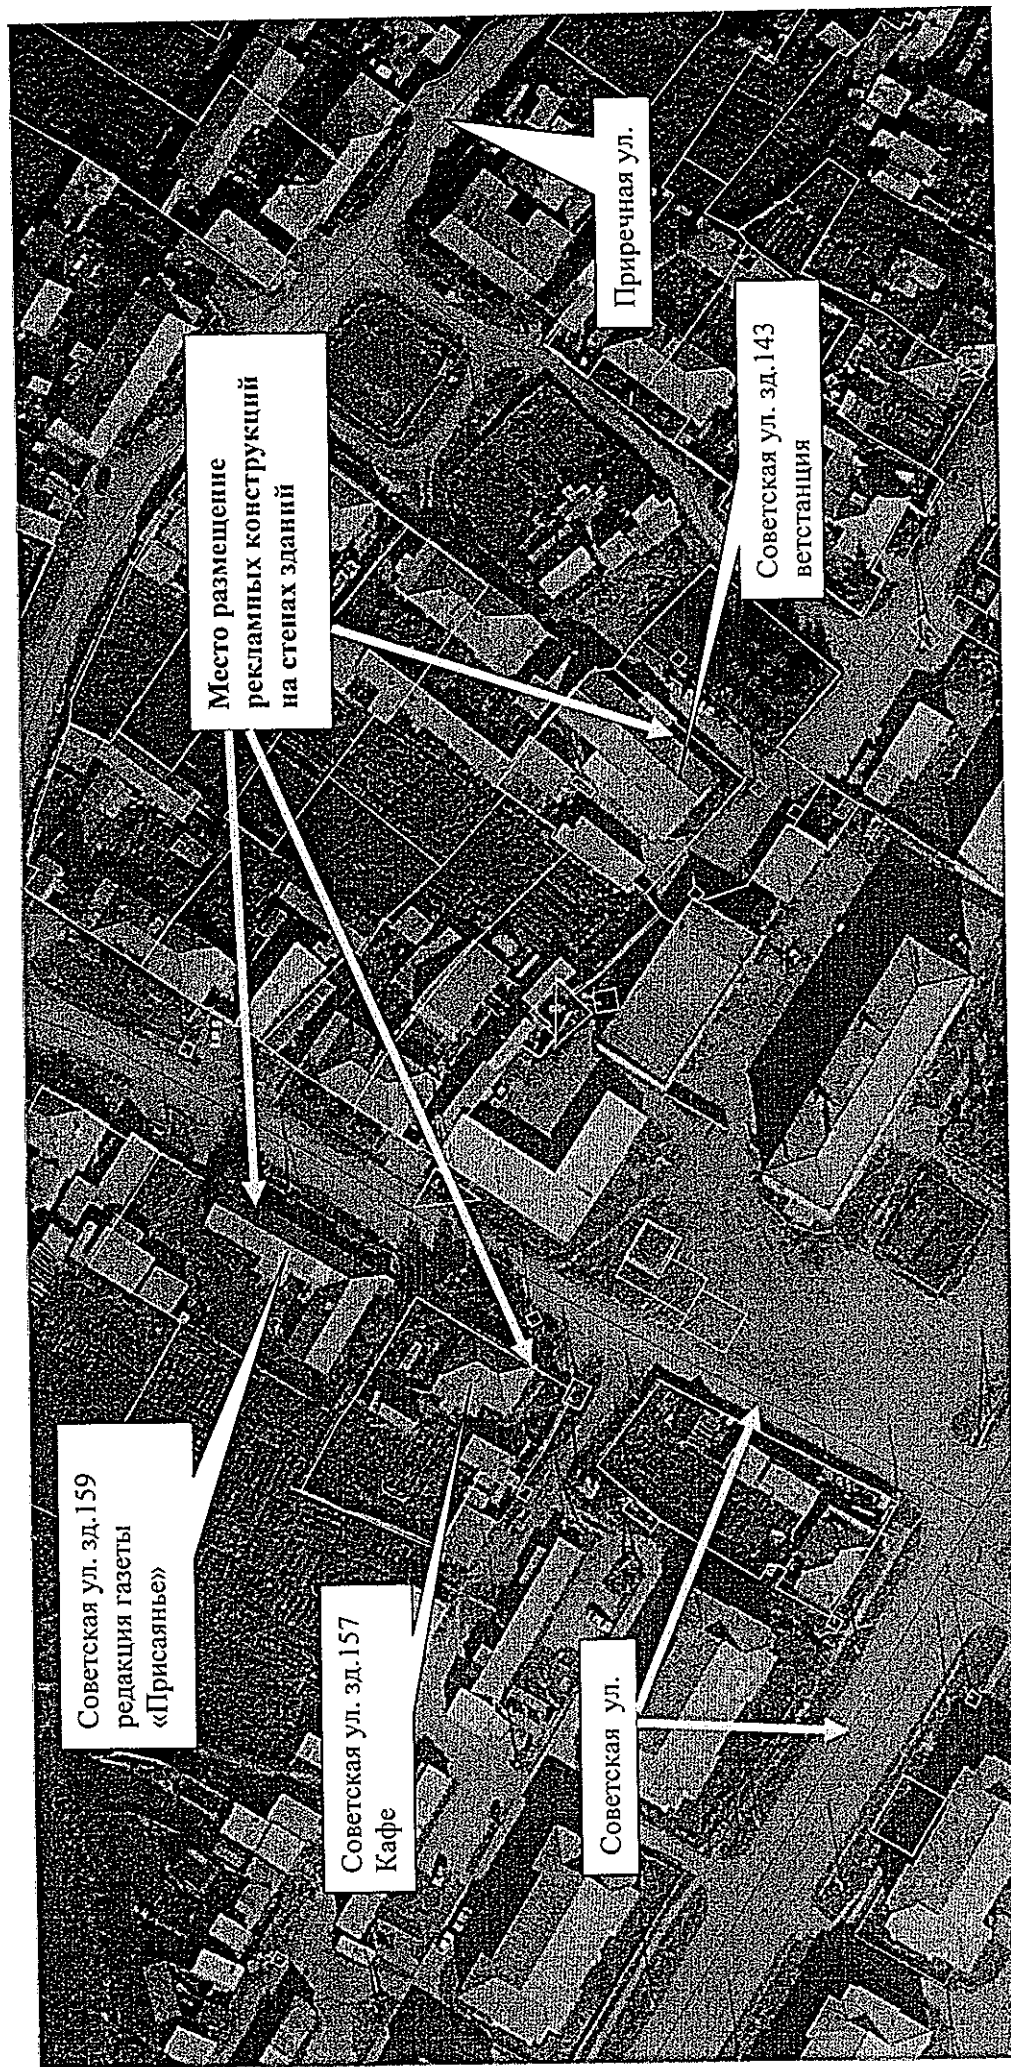 Советская ул. зд.159
редакция газеты
«Присаянье»
Советская ул. зд.157
Кафе
Советская ул.
Место размещение
рекламных конструкций
на стенах зданий
Советская ул. зд.143
ветстанция
Приречная ул.